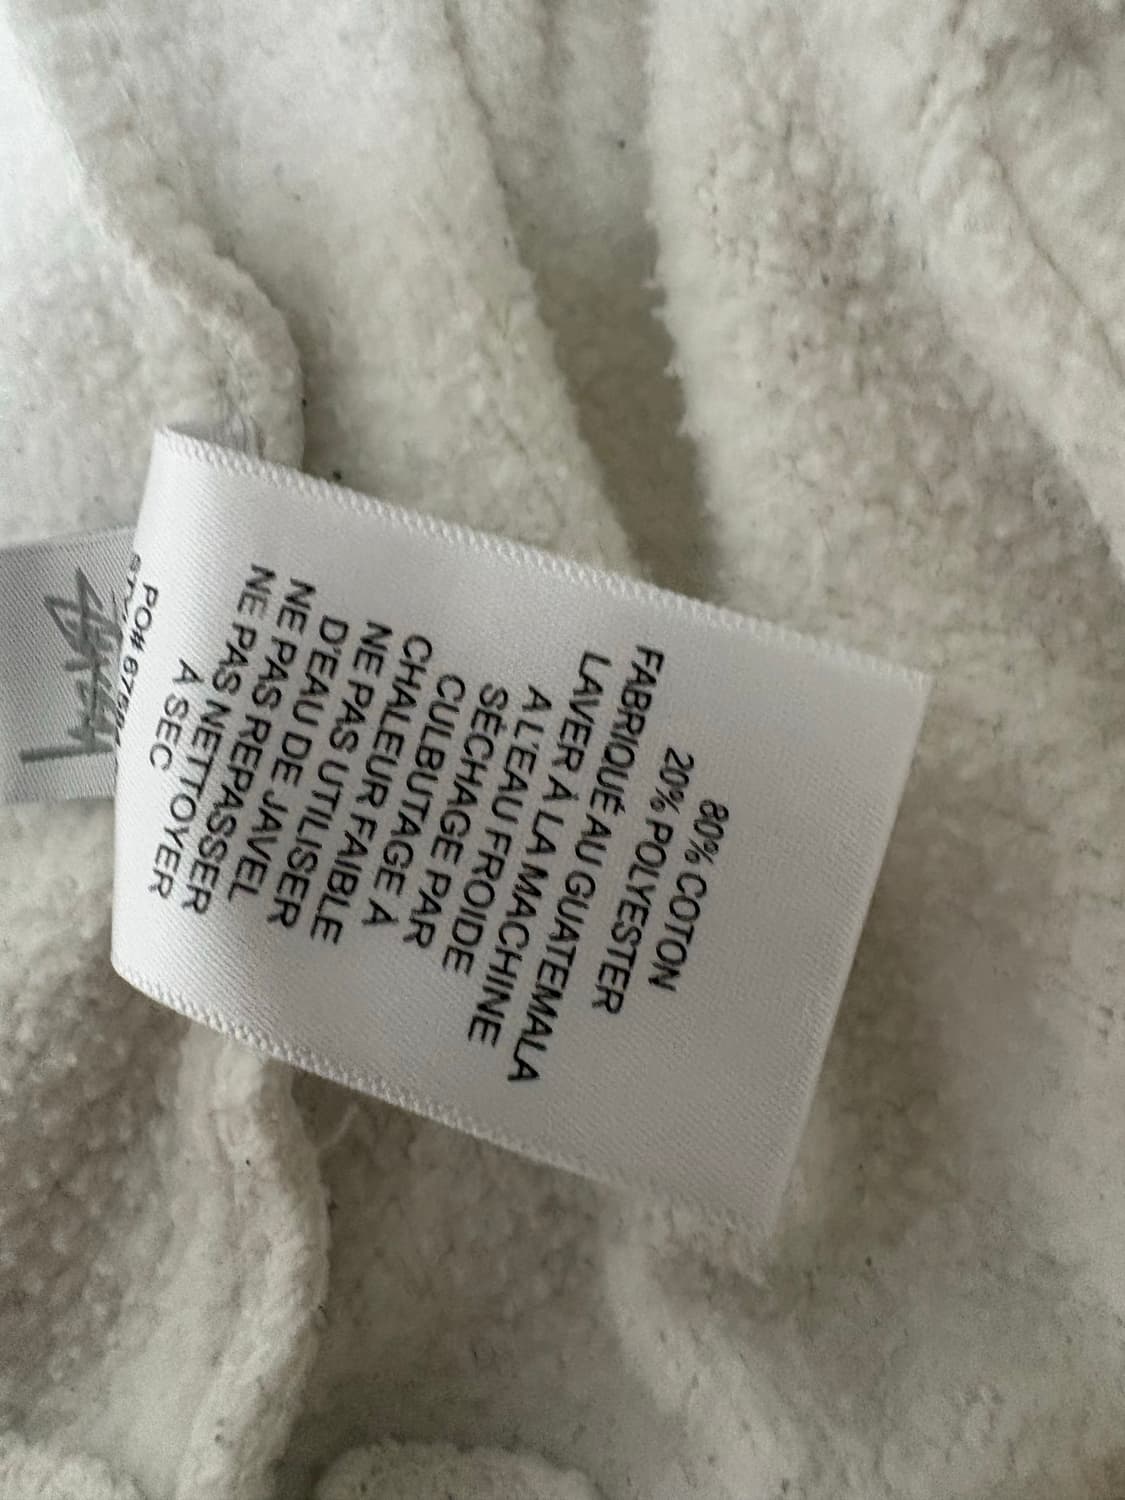 80% COTON
20% POLYESTER
FABRIQUÉ AU GUATEMALA
LAVER À LA MACHINE
A L'EAU FROIDE
SÉCHAGE PAR
CULBUTAGE À
CHALEUR FAIBLE
NE PAS UTILISER
D'EAU DE JAVEL
NE PAS REPASSER
NE PAS NETTOYER
A SEC
PO#